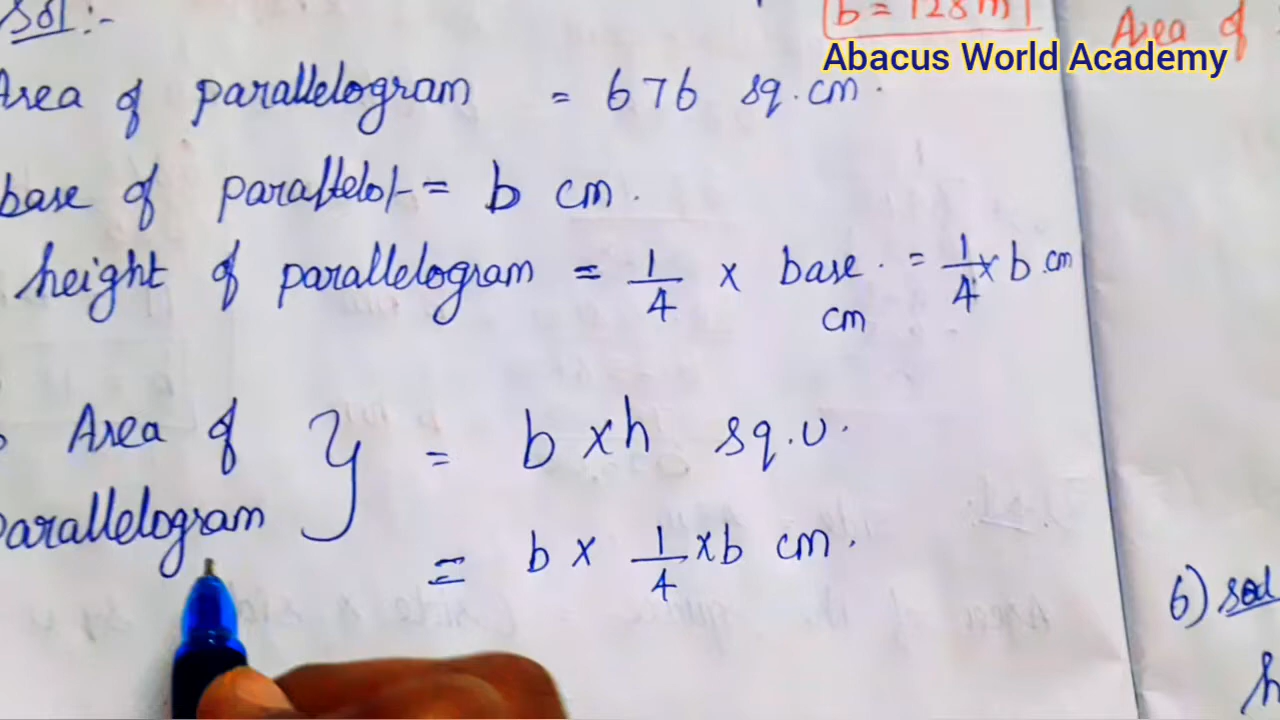 Sol:-
b = 128 m
Area of
Abacus World Academy
Area of parallelogram = 676 sq.cm.
base of parallelo = b cm.
height of parallelogram = 1/4 x base. = 1/4 x b cm
cm
Area of
parallelogram } = b x h sq.u.
= b x 1/4 x b cm.
6) sol
h